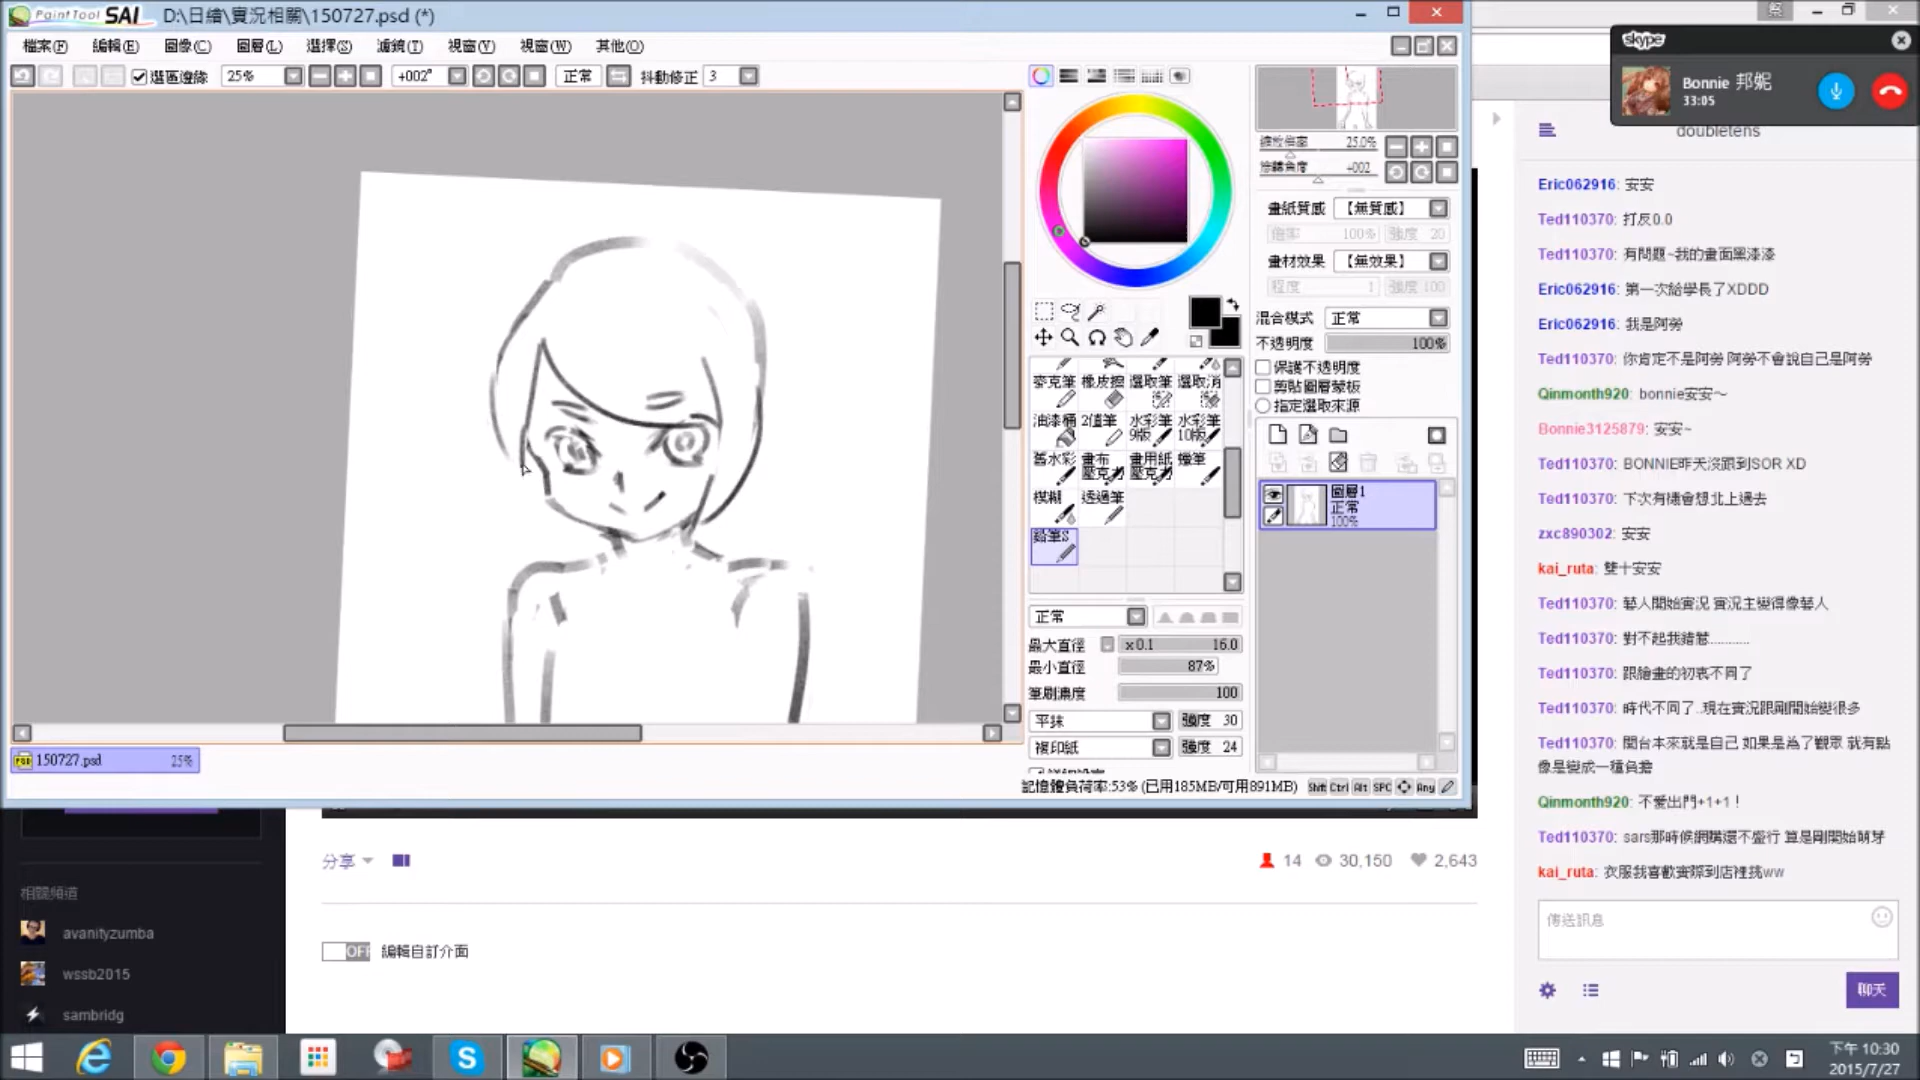 PaintTool SAI D:\日繪\實況相關\150727.psd (*)
檔案(F) 編輯(E) 圖像(C) 圖層(L) 選擇(S) 濾鏡(T) 視窗(V) 視窗(W) 其他(O)
選區邊緣 25% +002° 正常 抖動修正 3
縮放倍率 25.0%
+002
畫紙質感 【無質感】
100% 強度 20
畫材效果 【無效果】
程度 1 強度 100
混合模式 正常
不透明度 100%
保護不透明度
剪貼圖層蒙板
指定選取來源
圖層1
正常
100%
麥克筆 橡皮擦 選取筆 選取消
油漆桶 2值筆 水彩筆9版 水彩筆10版
舊水彩 畫布壓克力 畫用紙壓克力 蠟筆
模糊 透過筆
鉛筆S
正常
最大直徑 x0.1 16.0
最小直徑 87%
筆刷濃度 100
平抹 強度 30
複印紙 強度 24
150727.psd 25%
記憶體負荷率:53% (已用185MB/可用891MB) Shift Ctrl Alt SPC Any
skype
Bonnie 邦妮
33:05
doubletens
Eric062916: 安安
Ted110370: 打反0.0
Ted110370: 有問題~我的畫面黑漆漆
Eric062916: 第一次給學長了XDDD
Eric062916: 我是阿勞
Ted110370: 你肯定不是阿勞 阿勞不會說自己是阿勞
Qinmonth920: bonnie安安～
Bonnie3125879: 安安~
Ted110370: BONNIE昨天沒跟到SOR XD
Ted110370: 下次有機會想北上過去
zxc890302: 安安
kai_ruta: 雙十安安
Ted110370: 藝人開始實況 實況主變得像藝人
Ted110370: 對不起我離題...........
Ted110370: 跟繪畫的初衷不同了
Ted110370: 時代不同了..現在實況跟剛開始變很多
Ted110370: 開台本來就是自己 如果是為了觀眾 就有點
像是變成一種負擔
Qinmonth920: 不愛出門+1+1！
Ted110370: sars那時候網購還不盛行 算是剛開始萌芽
kai_ruta: 衣服我喜歡實際到店裡挑ww
傳送訊息
聊天
分享 14 30,150 2,643
OFF 編輯自訂介面
相關頻道
avanityzumba
wssb2015
sambridg
下午 10:30
2015/7/27